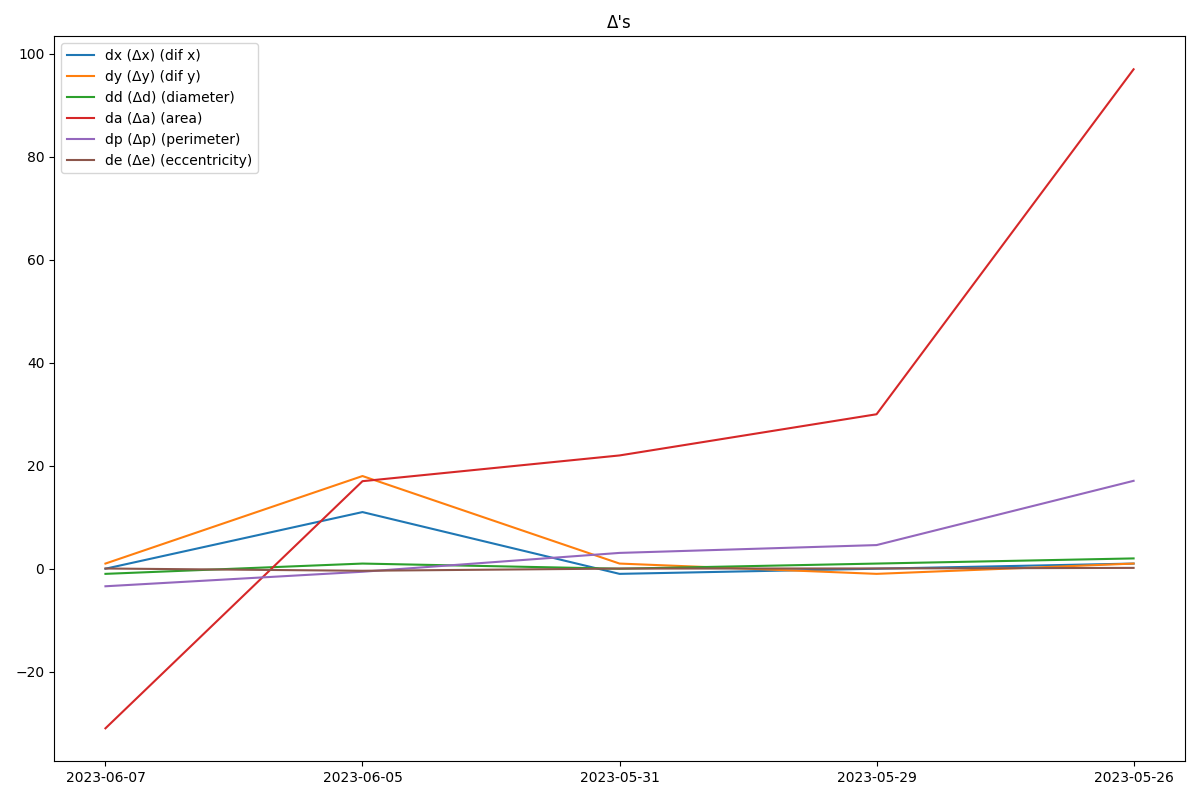 Δ's
dx (Δx) (dif x)
dy (Δy) (dif y)
dd (Δd) (diameter)
da (Δa) (area)
dp (Δp) (perimeter)
de (Δe) (eccentricity)
100
80
60
40
20
0
−20
2023-06-07 2023-06-05 2023-05-31 2023-05-29 2023-05-26